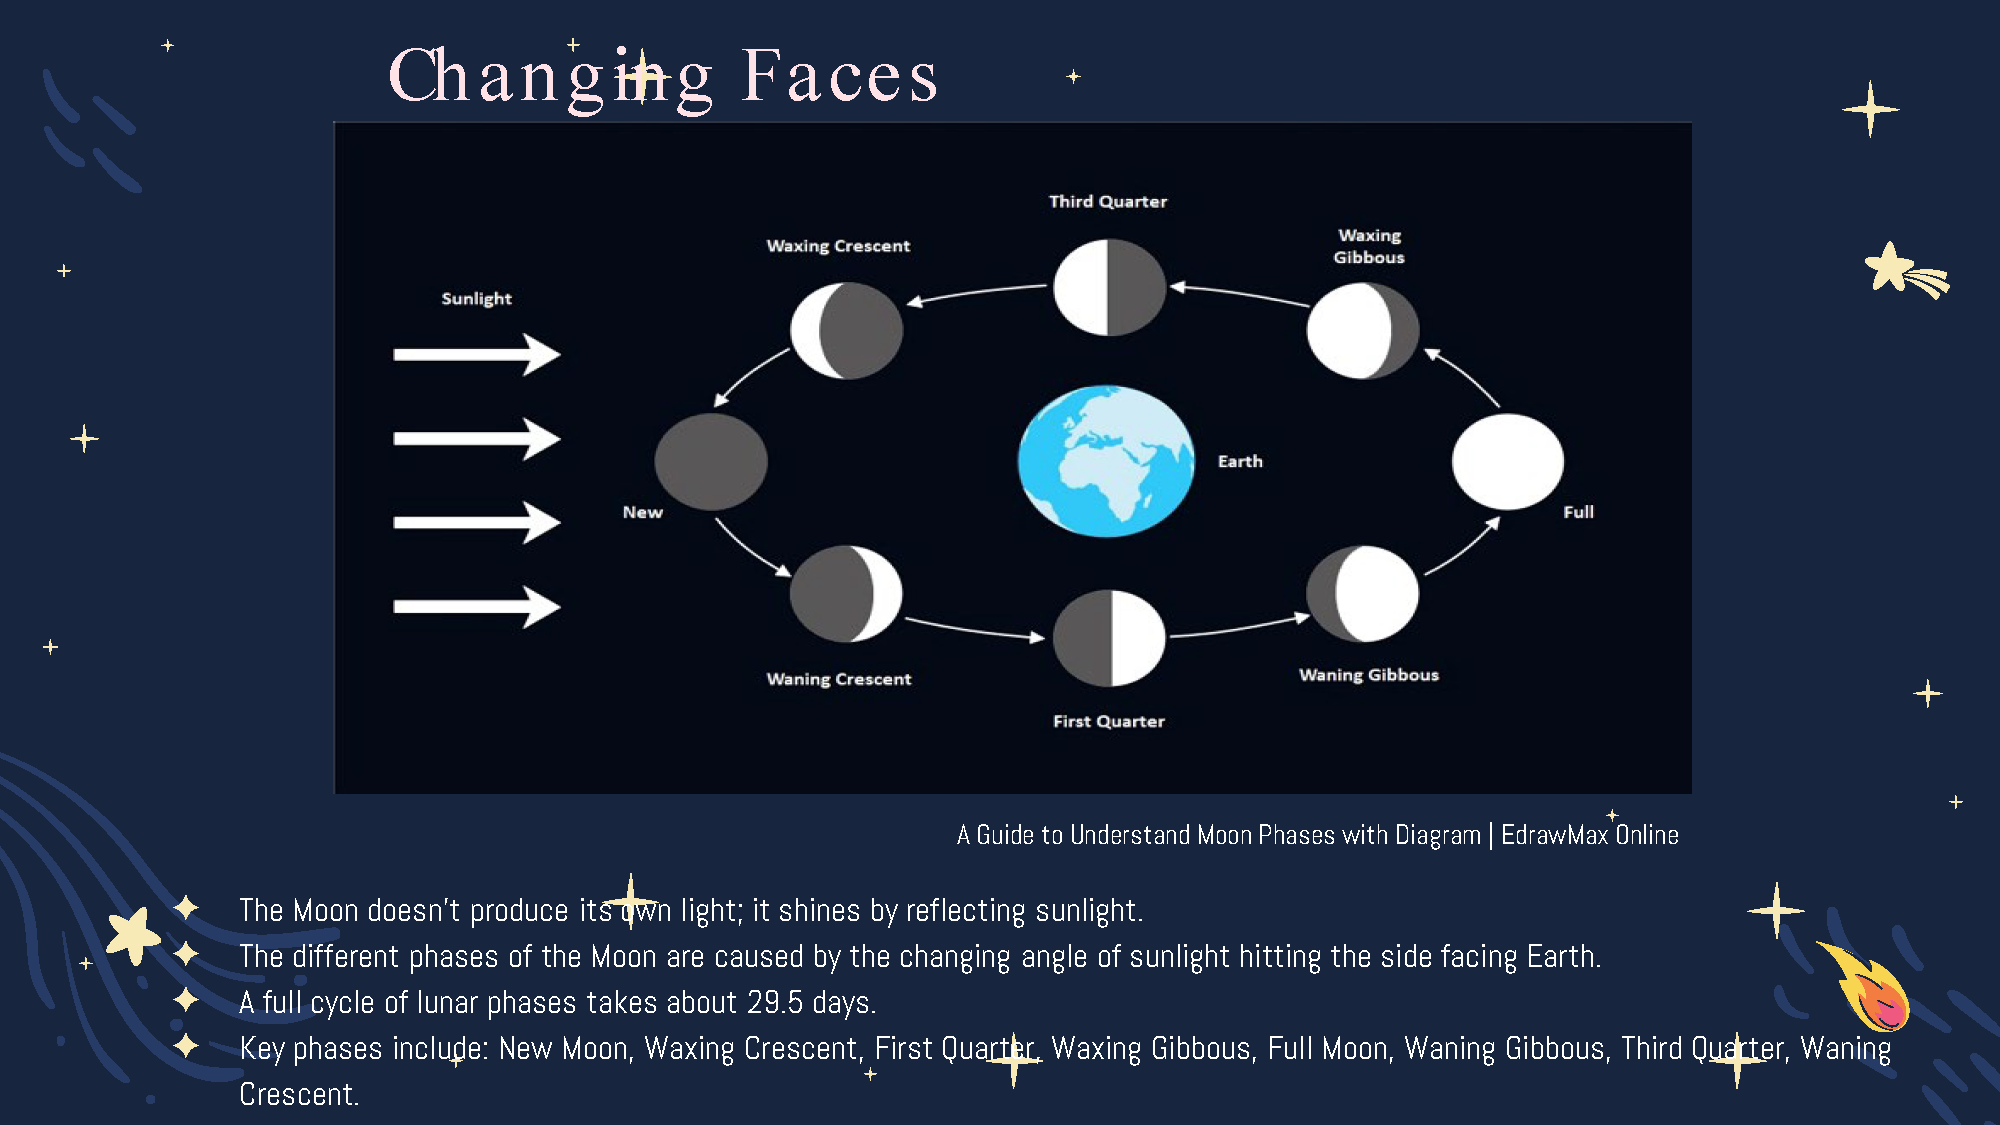 Changing Faces
Third Quarter
Waxing Crescent
Waxing
Gibbous
Sunlight
Earth
New
Full
Waning Crescent
Waning Gibbous
First Quarter
A Guide to Understand Moon Phases with Diagram | EdrawMax Online
The Moon doesn't produce its own light; it shines by reflecting sunlight.
The different phases of the Moon are caused by the changing angle of sunlight hitting the side facing Earth.
A full cycle of lunar phases takes about 29.5 days.
Key phases include: New Moon, Waxing Crescent, First Quarter, Waxing Gibbous, Full Moon, Waning Gibbous, Third Quarter, Waning
Crescent.